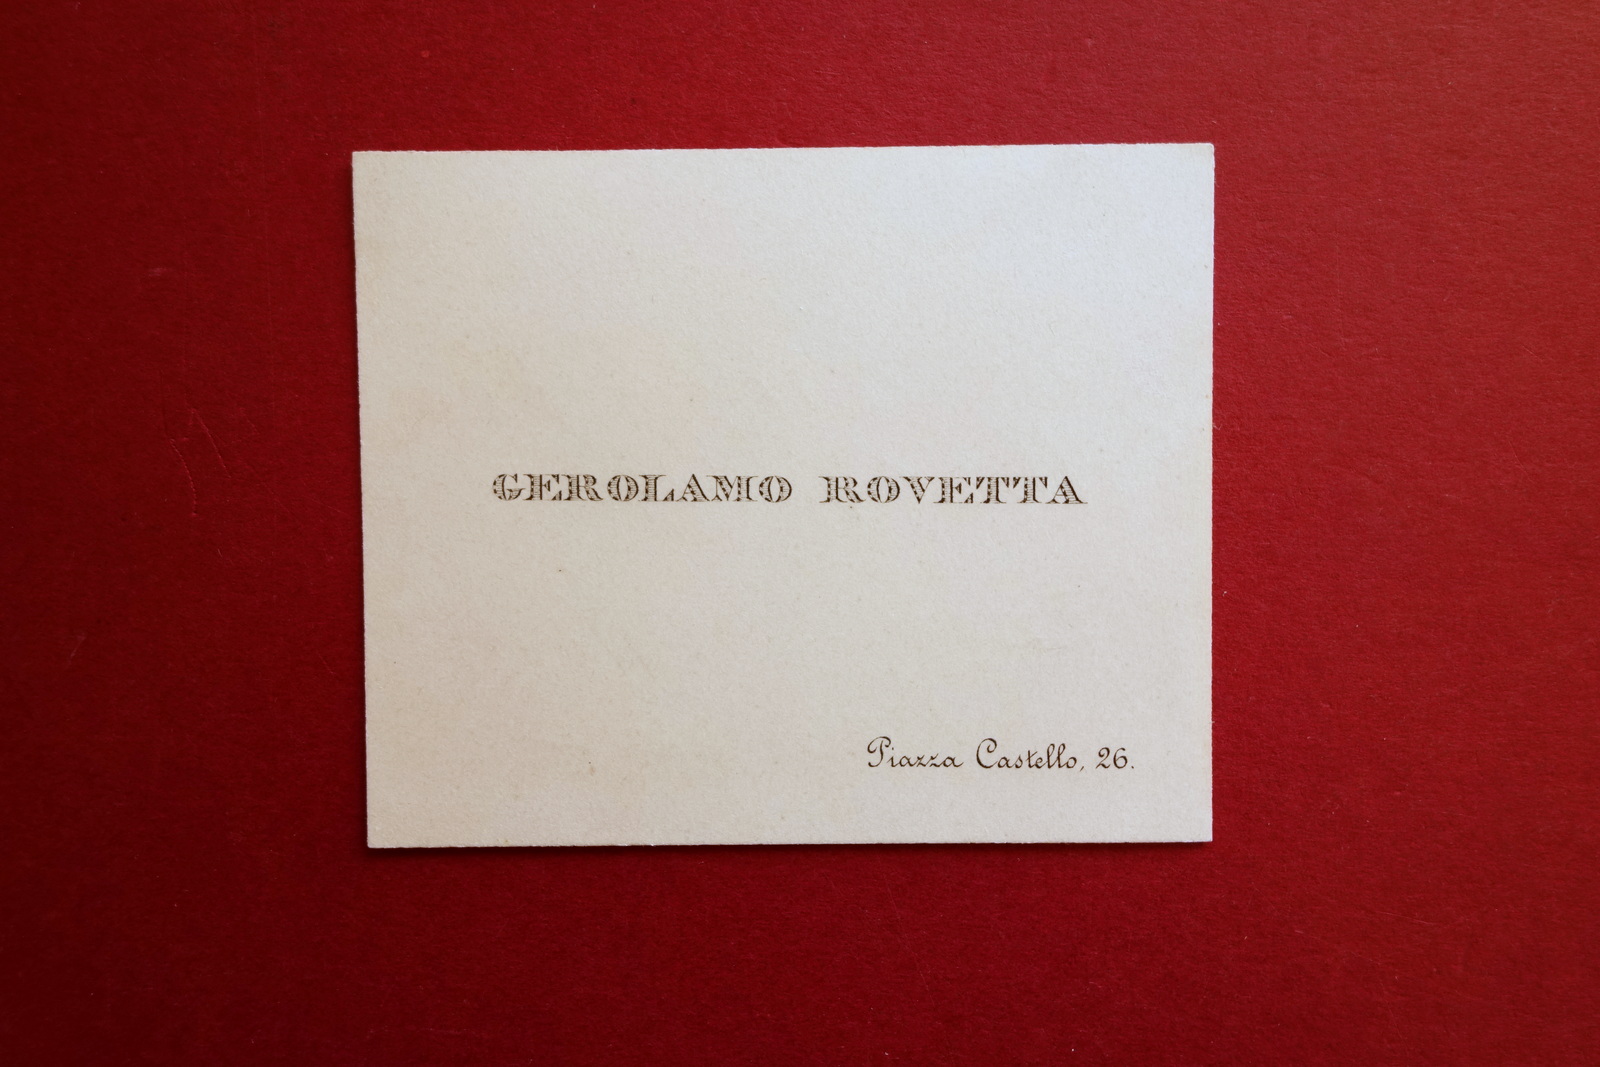 GEROLAMO ROVETTA
Piazza Castello, 26.